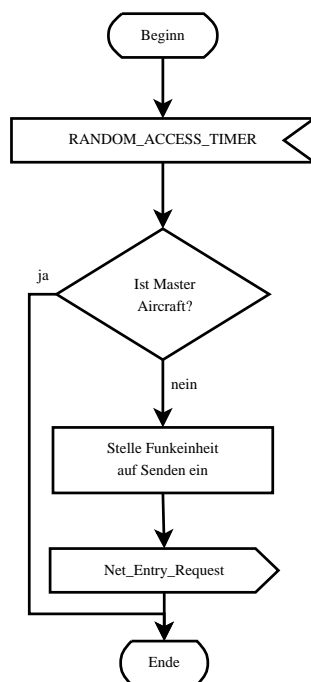 Beginn
RANDOM_ACCESS_TIMER
ja
Ist Master
Aircraft?
nein
Stelle Funkeinheit
auf Senden ein
Net_Entry_Request
Ende